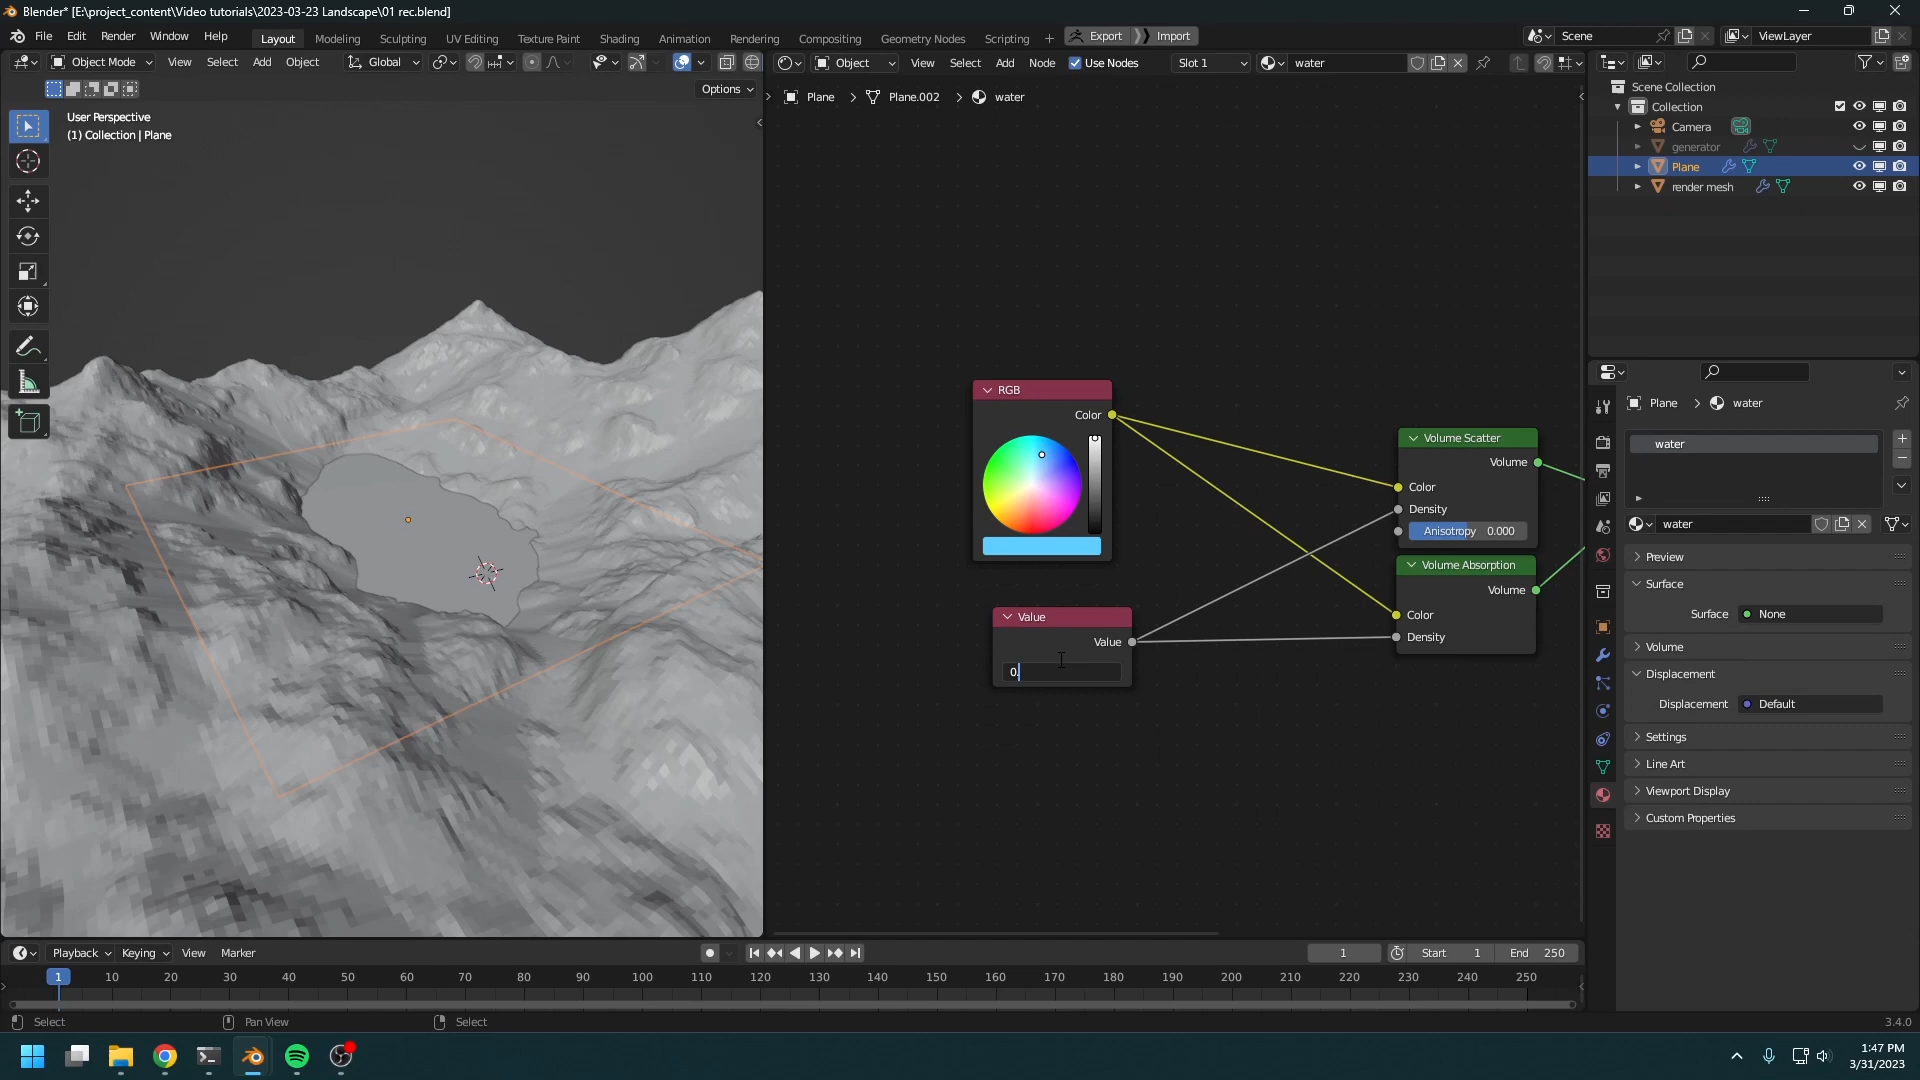 Blender* [E:\project_content\Video tutorials\2023-03-23 Landscape\01 rec.blend]
File Edit Render Window Help Layout Modeling Sculpting UV Editing Texture Paint Shading Animation Rendering Compositing Geometry Nodes Scripting + Export Import Scene ViewLayer
Object Mode View Select Add Object Global Object View Select Add Node Use Nodes Slot 1 water
Options
Plane > Plane.002 > water
User Perspective
(1) Collection | Plane
Scene Collection
Collection
Camera
generator
Plane
render mesh
Plane > water
water
water
Preview
Surface
Surface None
Volume
Displacement
Displacement Default
Settings
Line Art
Viewport Display
Custom Properties
RGB
Color
Value
Value
0.
Volume Scatter
Volume
Color
Density
Anisotropy 0.000
Volume Absorption
Volume
Color
Density
Playback Keying View Marker 1 Start 1 End 250
1 10 20 30 40 50 60 70 80 90 100 110 120 130 140 150 160 170 180 190 200 210 220 230 240 250
Select Pan View Select 3.4.0
1:47 PM
3/31/2023